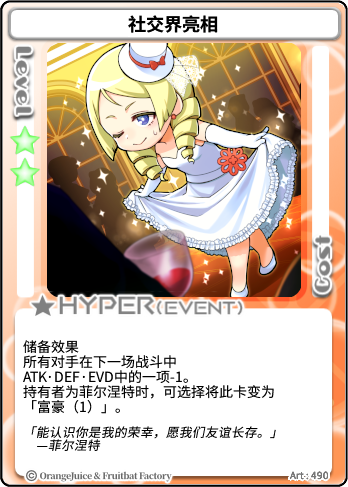 社交界亮相
Level
Cost
HYPER(EVENT)
储备效果
所有对手在下一场战斗中
ATK·DEF·EVD中的一项-1。
持有者为菲尔涅特时，可选择将此卡变为
「富豪（1）」。
「能认识你是我的荣幸，愿我们友谊长存。」
—菲尔涅特
© OrangeJuice & Fruitbat Factory
Art: 490